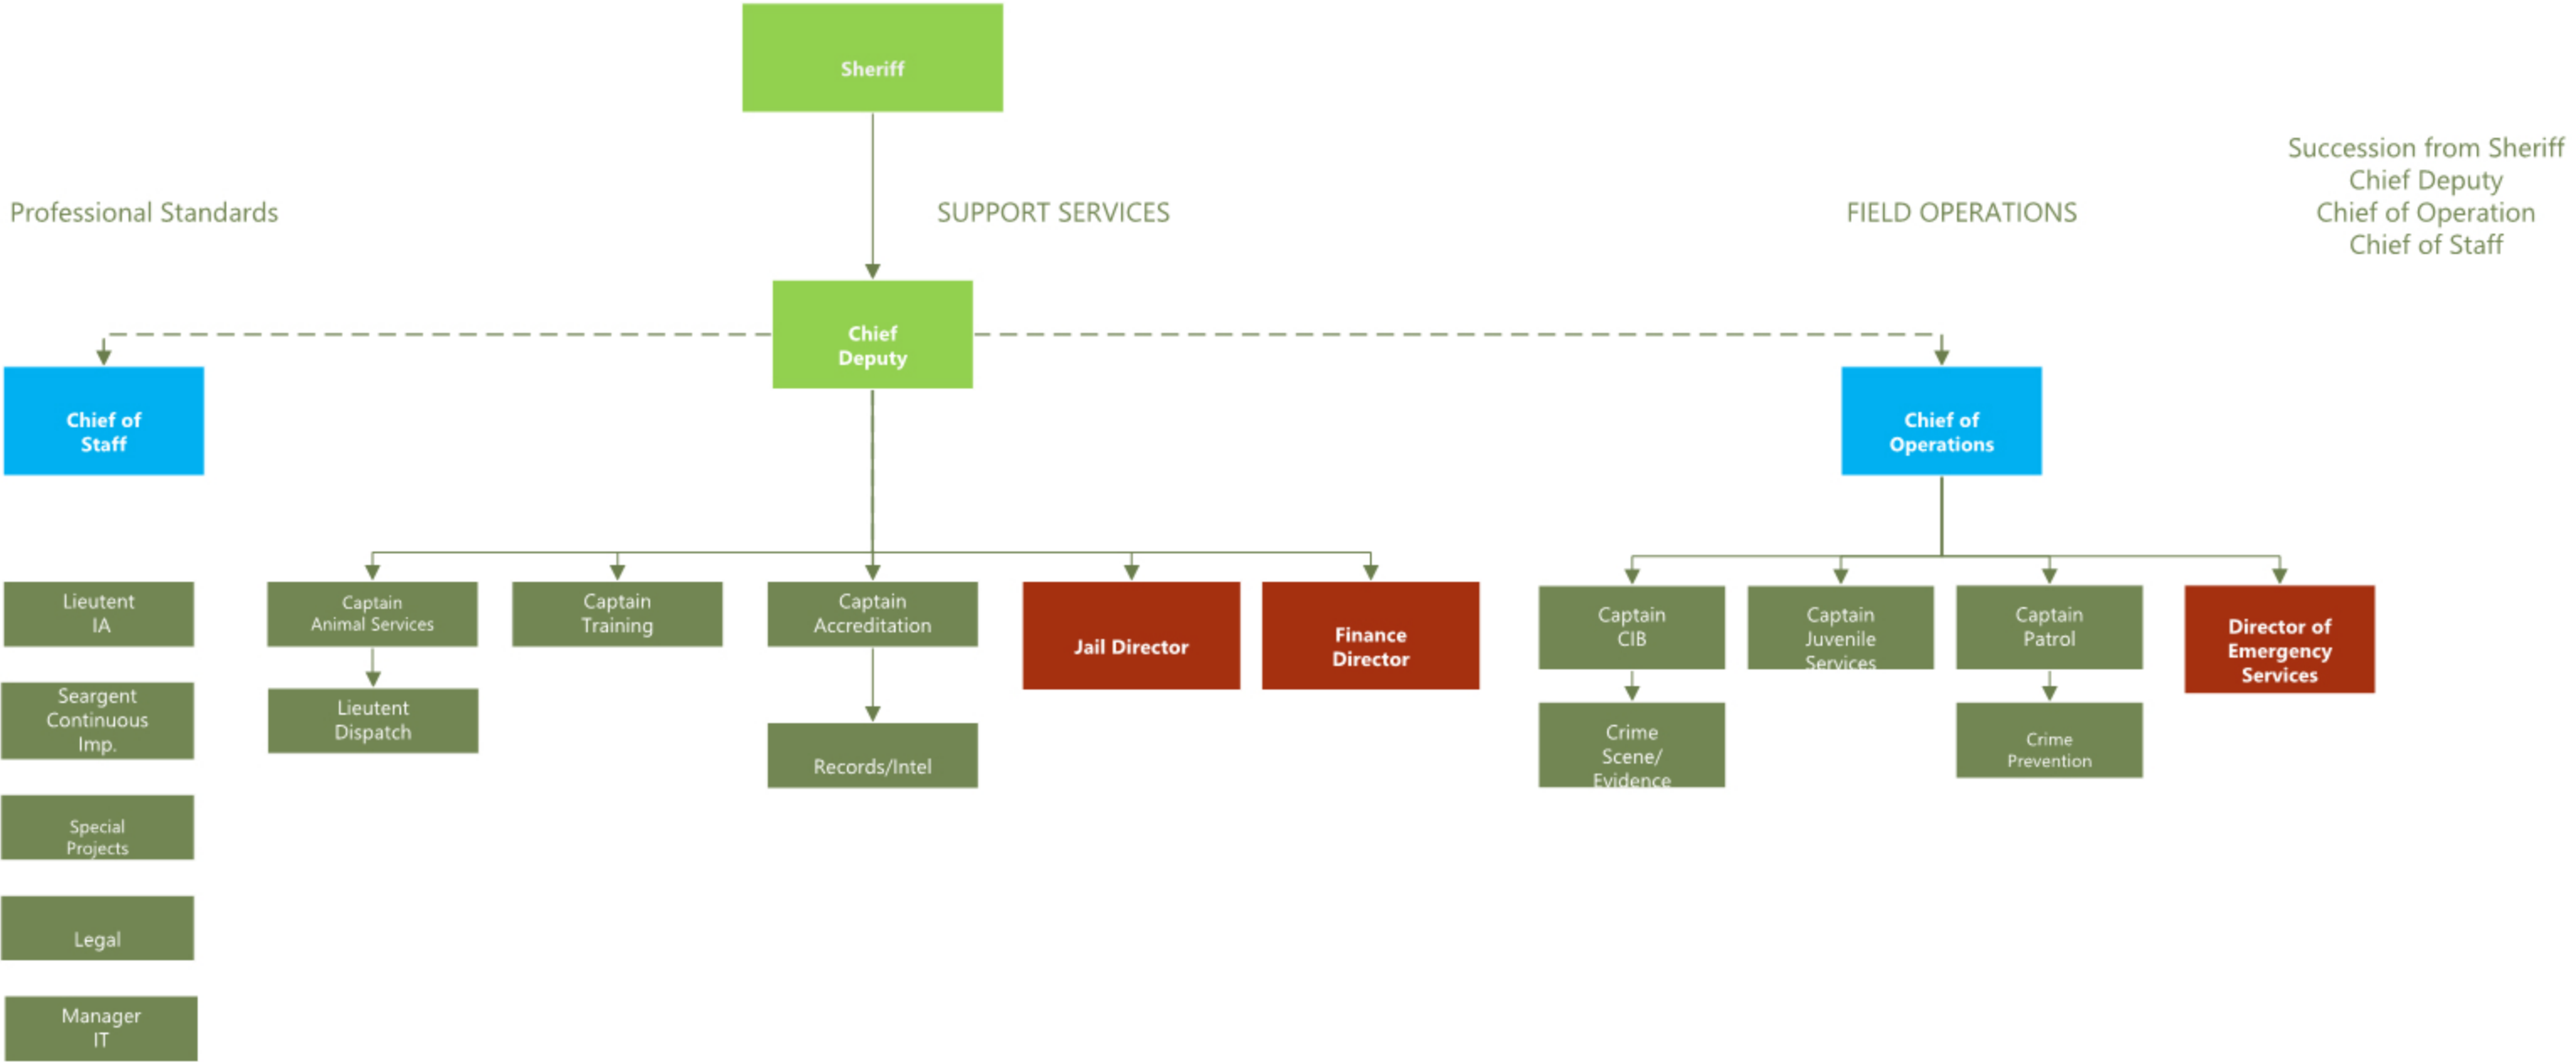 Sheriff
Succession from Sheriff
Chief Deputy
Chief of Operation
Chief of Staff
Professional Standards
SUPPORT SERVICES
FIELD OPERATIONS
Chief
Deputy
Chief of
Staff
Chief of
Operations
Lieutent
IA
Captain
Animal Services
Captain
Training
Captain
Accreditation
Jail Director
Finance
Director
Captain
CIB
Captain
Juvenile
Services
Captain
Patrol
Director of
Emergency
Services
Seargent
Continuous
Imp.
Lieutent
Dispatch
Records/Intel
Crime
Scene/
Evidence
Crime
Prevention
Special
Projects
Legal
Manager
IT